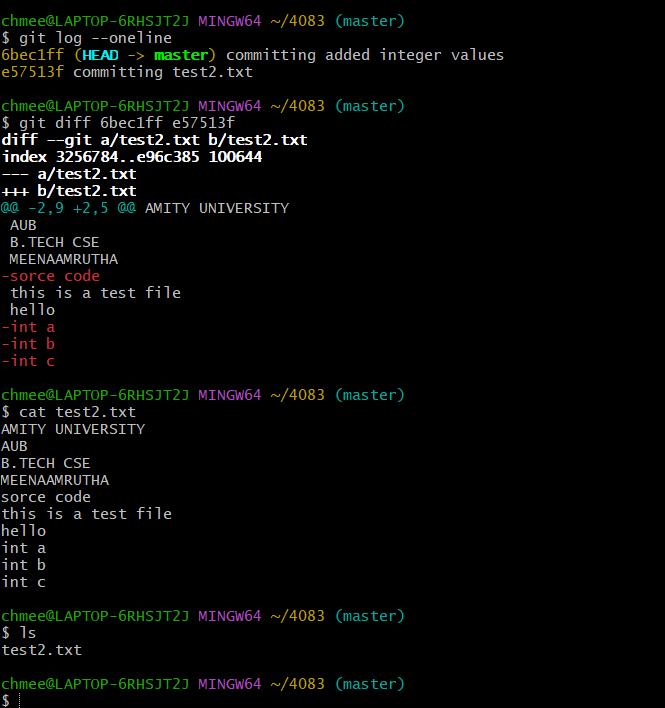 chmee@LAPTOP-6RHSJT2J MINGW64 ~/4083 (master)
$ git log --oneline
6bec1ff (HEAD -> master) committing added integer values
e57513f committing test2.txt
chmee@LAPTOP-6RHSJT2J MINGW64 ~/4083 (master)
$ git diff 6bec1ff e57513f
diff --git a/test2.txt b/test2.txt
index 3256784..e96c385 100644
--- a/test2.txt
+++ b/test2.txt
@@ -2,9 +2,5 @@ AMITY UNIVERSITY
 AUB
 B.TECH CSE
 MEENAAMRUTHA
-sorce code
 this is a test file
 hello
-int a
-int b
-int c
chmee@LAPTOP-6RHSJT2J MINGW64 ~/4083 (master)
$ cat test2.txt
AMITY UNIVERSITY
AUB
B.TECH CSE
MEENAAMRUTHA
sorce code
this is a test file
hello
int a
int b
int c
chmee@LAPTOP-6RHSJT2J MINGW64 ~/4083 (master)
$ ls
test2.txt
chmee@LAPTOP-6RHSJT2J MINGW64 ~/4083 (master)
$